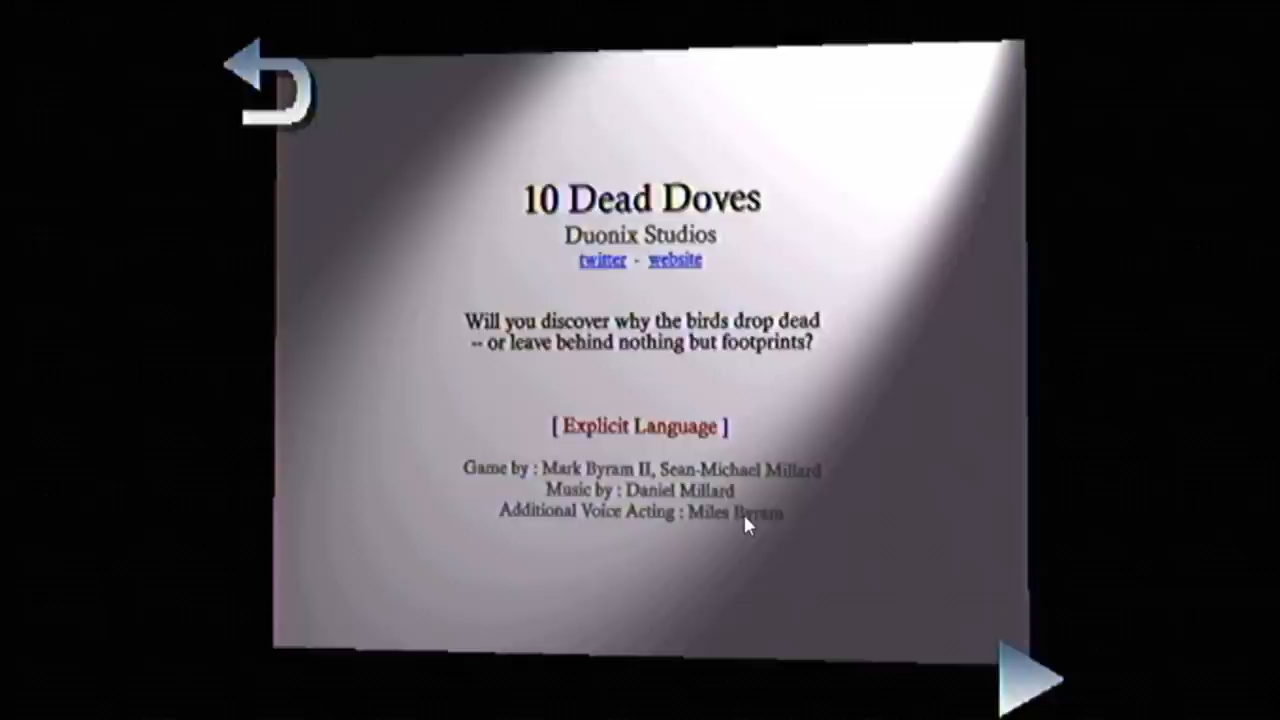 10 Dead Doves
Duonix Studios
twitter - website
Will you discover why the birds drop dead
-- or leave behind nothing but footprints?
[ Explicit Language ]
Game by : Mark Byram II, Sean-Michael Millard
Music by : Daniel Millard
Additional Voice Acting : Miles Byram